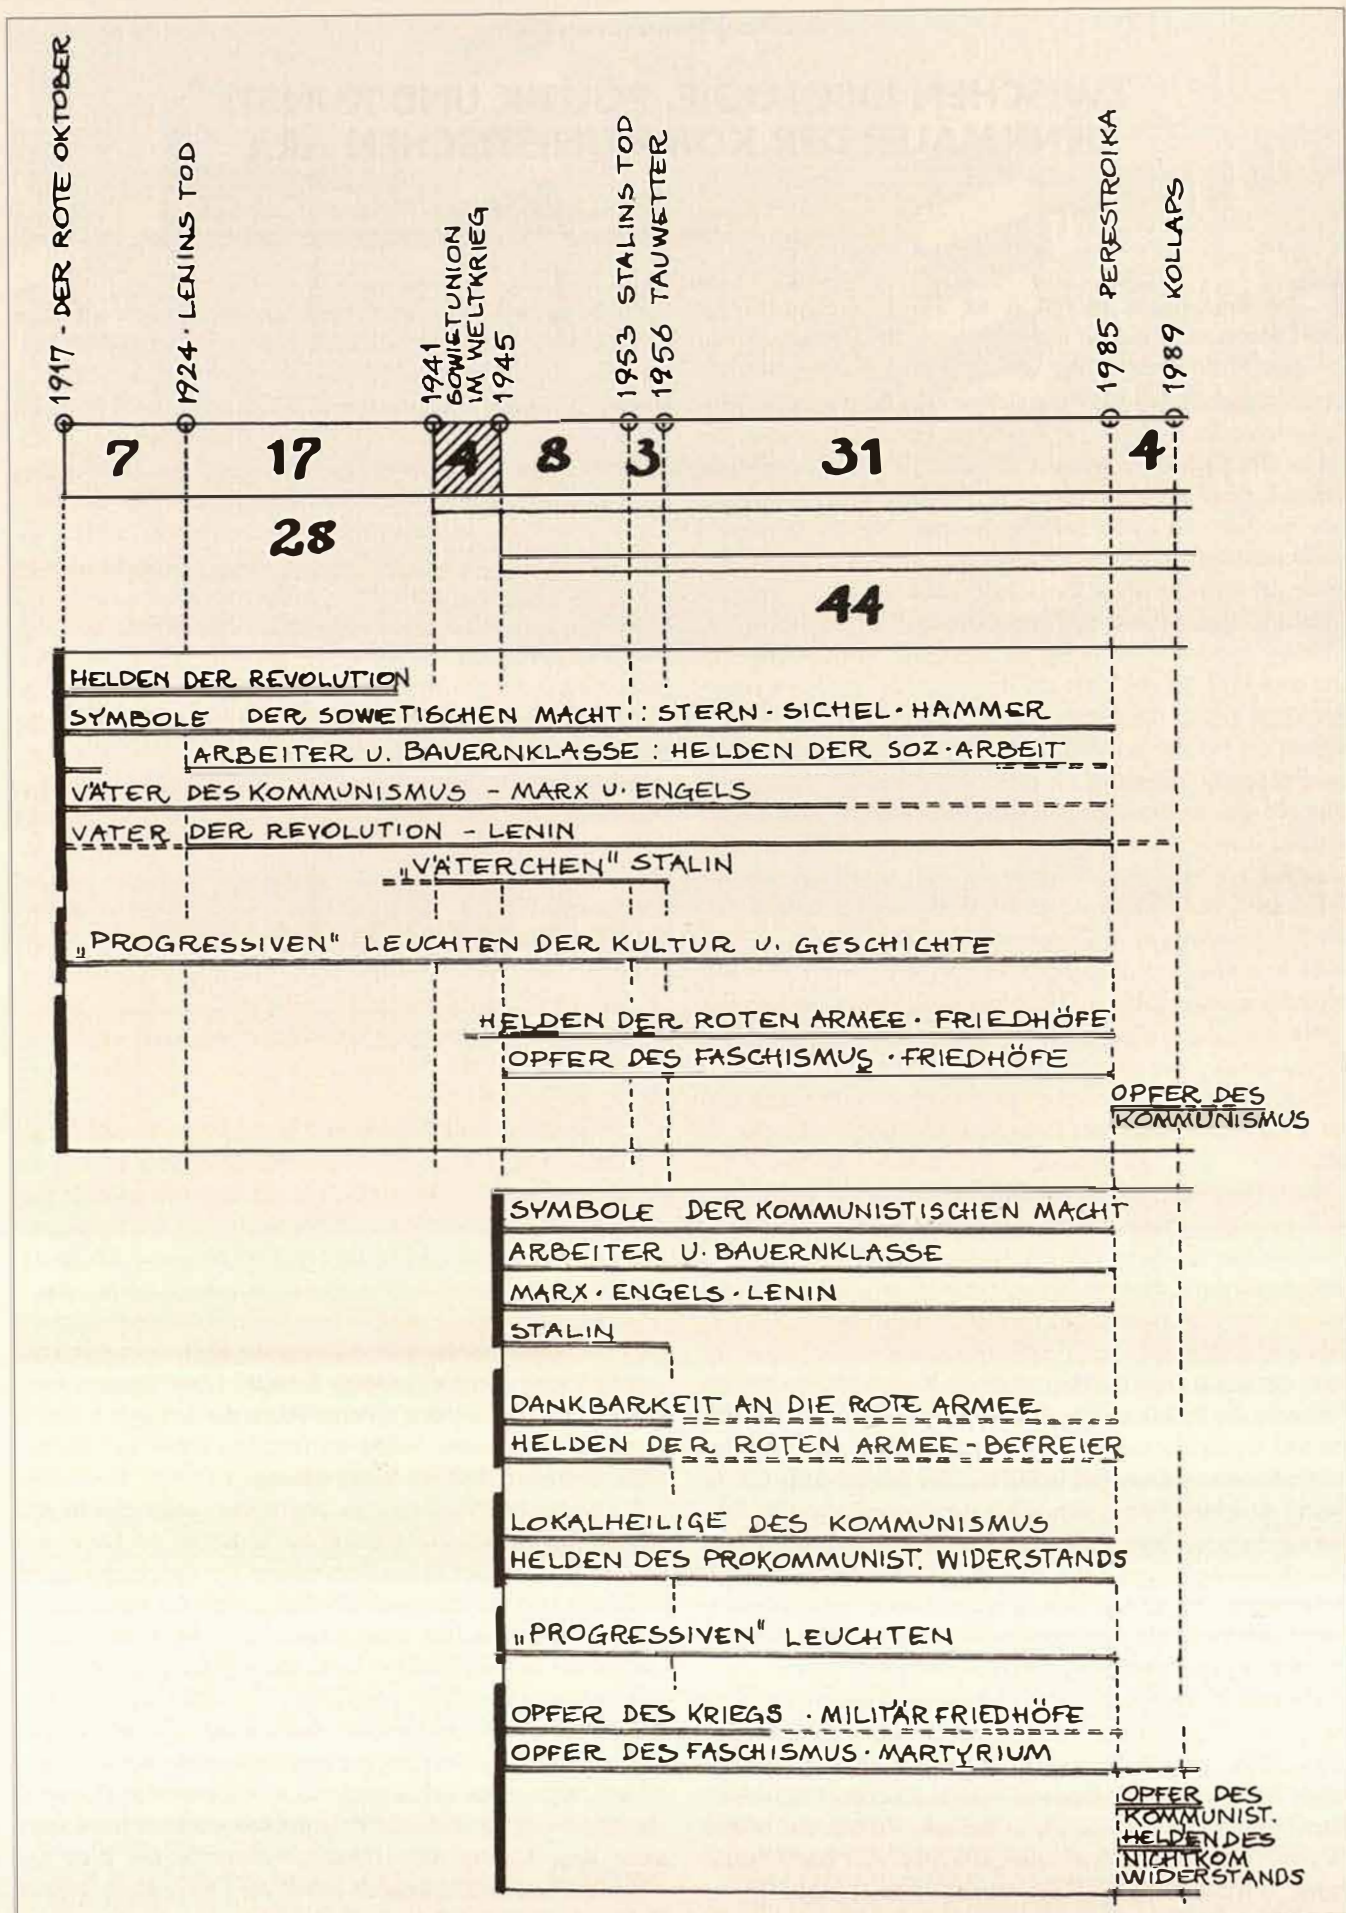 1917 - DER ROTE OKTOBER
1924 · LENINS TOD
1941
SOWIETUNION
IM WELTKRIEG
1945
1953 STALINS TOD
1956 TAUWETTER
1985 PERESTROIKA
1989 KOLLAPS
7 17 4 8 3 31 4
28
44
HELDEN DER REVOLUTION
SYMBOLE DER SOWETISCHEN MACHT : STERN · SICHEL · HAMMER
ARBEITER U. BAUERNKLASSE : HELDEN DER SOZ · ARBEIT
VÄTER DES KOMMUNISMUS - MARX U. ENGELS
VATER DER REVOLUTION - LENIN
„VÄTERCHEN" STALIN
„PROGRESSIVEN" LEUCHTEN DER KULTUR U. GESCHICHTE
HELDEN DER ROTEN ARMEE · FRIEDHÖFE
OPFER DES FASCHISMUS · FRIEDHÖFE
OPFER DES
KOMMUNISMUS
SYMBOLE DER KOMMUNISTISCHEN MACHT
ARBEITER U. BAUERNKLASSE
MARX · ENGELS · LENIN
STALIN
DANKBARKEIT AN DIE ROTE ARMEE
HELDEN DER ROTEN ARMEE - BEFREIER
LOKALHEILIGE DES KOMMUNISMUS
HELDEN DES PROKOMMUNIST. WIDERSTANDS
„PROGRESSIVEN" LEUCHTEN
OPFER DES KRIEGS · MILITÄRFRIEDHÖFE
OPFER DES FASCHISMUS · MARTYRIUM
OPFER DES
KOMMUNIST.
HELDEN DES
NICHTKOM
WIDERSTANDS